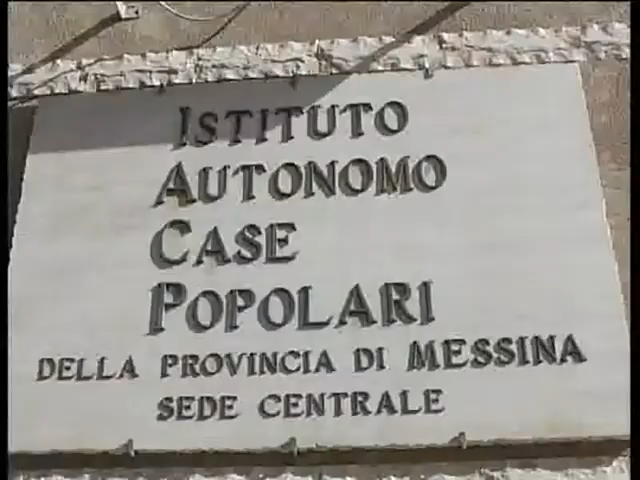 ISTITUTO
AUTONOMO
CASE
POPOLARI
DELLA PROVINCIA DI MESSINA
SEDE CENTRALE